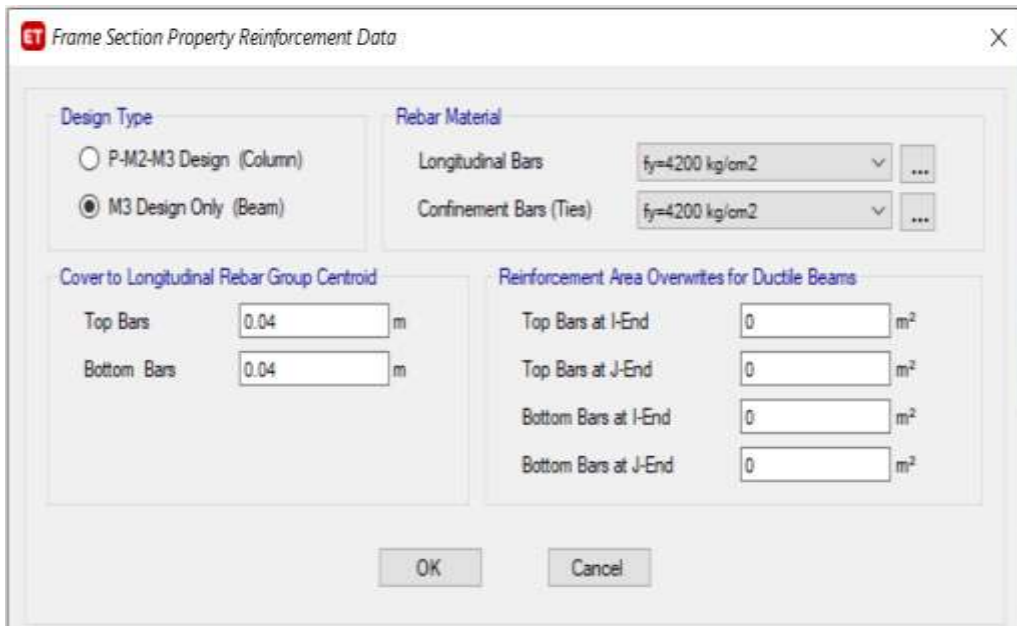 ET Frame Section Property Reinforcement Data
Design Type
P-M2-M3 Design (Column)
M3 Design Only (Beam)
Rebar Material
Longitudinal Bars fy=4200 kg/cm2 ...
Confinement Bars (Ties) fy=4200 kg/cm2 ...
Cover to Longitudinal Rebar Group Centroid
Top Bars 0.04 m
Bottom Bars 0.04 m
Reinforcement Area Overwrites for Ductile Beams
Top Bars at I-End 0 m²
Top Bars at J-End 0 m²
Bottom Bars at I-End 0 m²
Bottom Bars at J-End 0 m²
OK Cancel